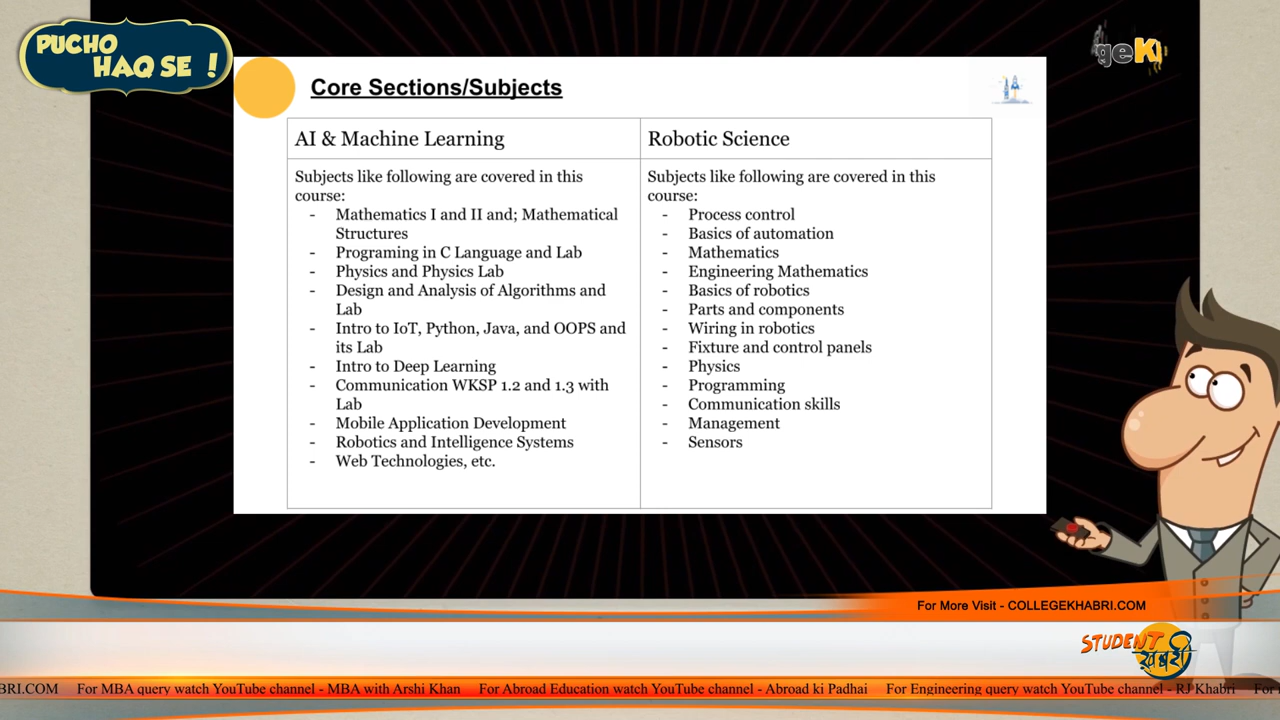 PUCHO
HAQ SE !
geKI
Core Sections/Subjects
AI & Machine Learning
Subjects like following are covered in this
course:
- Mathematics I and II and; Mathematical
Structures
- Programing in C Language and Lab
- Physics and Physics Lab
- Design and Analysis of Algorithms and
Lab
- Intro to IoT, Python, Java, and OOPS and
its Lab
- Intro to Deep Learning
- Communication WKSP 1.2 and 1.3 with
Lab
- Mobile Application Development
- Robotics and Intelligence Systems
- Web Technologies, etc.
Robotic Science
Subjects like following are covered in this
course:
- Process control
- Basics of automation
- Mathematics
- Engineering Mathematics
- Basics of robotics
- Parts and components
- Wiring in robotics
- Fixture and control panels
- Physics
- Programming
- Communication skills
- Management
- Sensors
For More Visit - COLLEGEKHABRI.COM
STUDENT
खबरी
BRI.COM For MBA query watch YouTube channel - MBA with Arshi Khan For Abroad Education watch YouTube channel - Abroad ki Padhai For Engineering query watch YouTube channel - RJ Khabri For